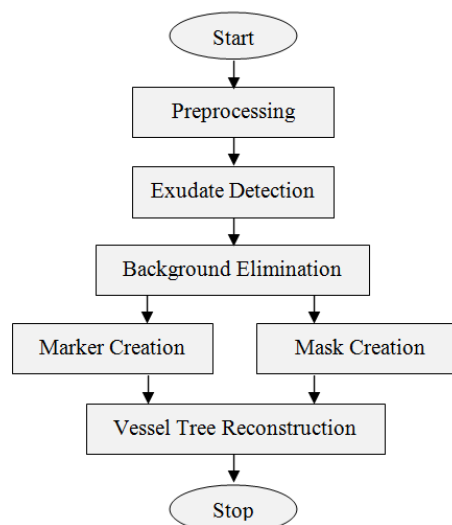 Start
Preprocessing
Exudate Detection
Background Elimination
Marker Creation
Mask Creation
Vessel Tree Reconstruction
Stop